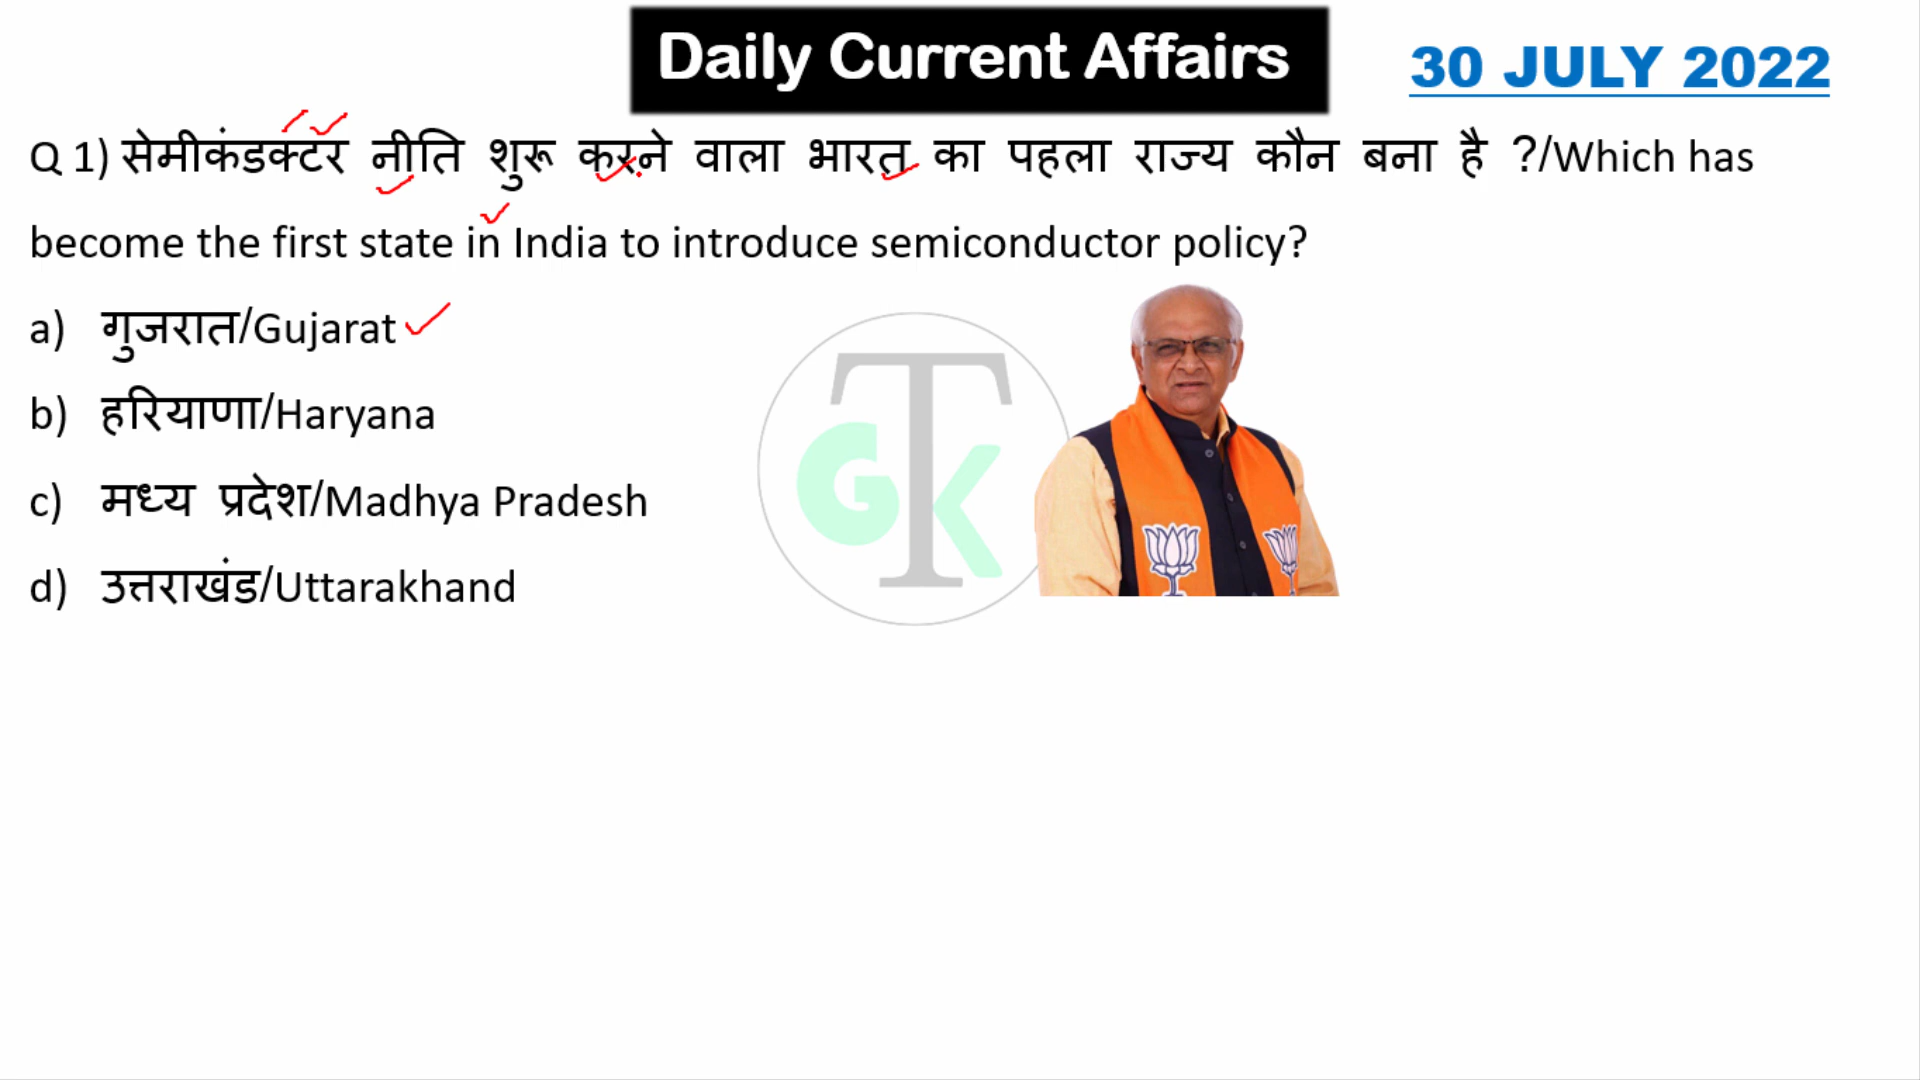 Daily Current Affairs
30 JULY 2022
Q 1) सेमीकंडक्टर नीति शुरू करने वाला भारत का पहला राज्य कौन बना है ?/Which has
become the first state in India to introduce semiconductor policy?
a) गुजरात/Gujarat
b) हरियाणा/Haryana
c) मध्य प्रदेश/Madhya Pradesh
d) उत्तराखंड/Uttarakhand
GTK